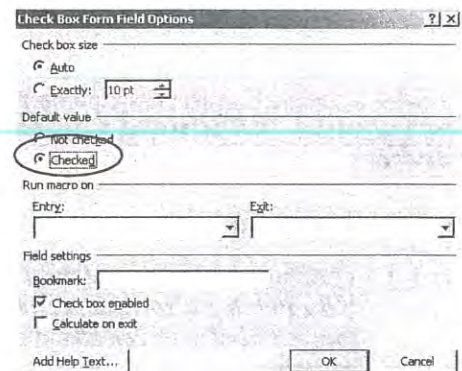 Check Box Form Field Options ? X
Check box size
Auto
Exactly: 10 pt
Default value
Not checked
Checked
Run macro on
Entry: Exit:
Field settings
Bookmark:
Check box enabled
Calculate on exit
Add Help Text... OK Cancel